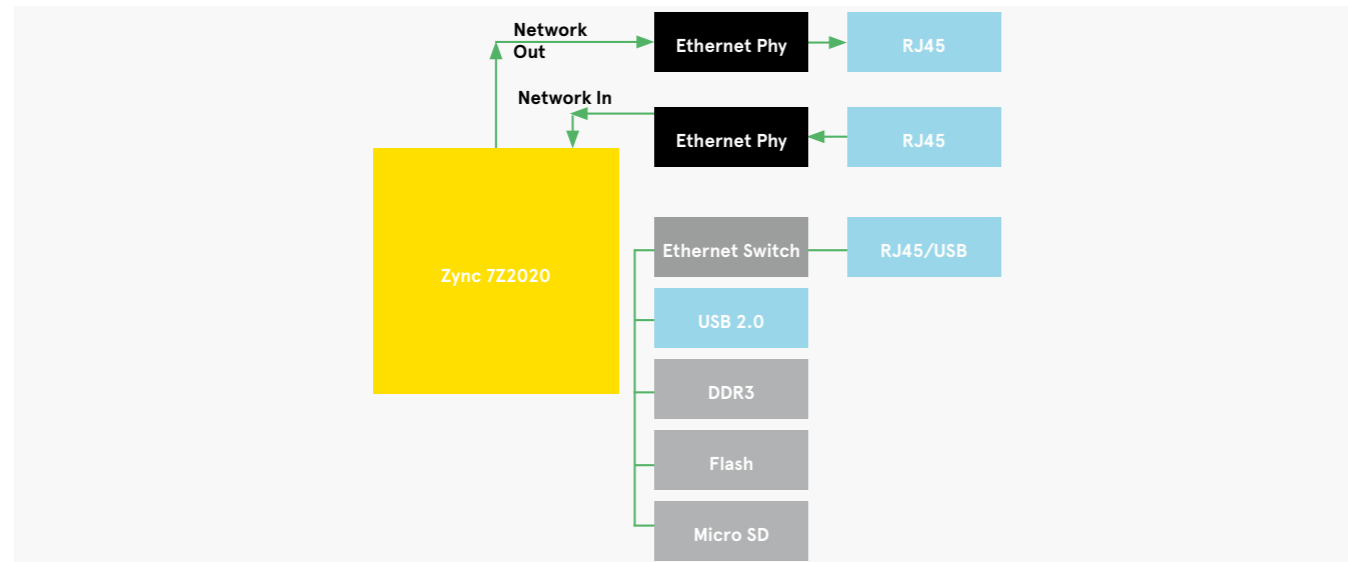 Network
Out
Ethernet Phy
RJ45
Network In
Ethernet Phy
RJ45
Ethernet Switch
RJ45/USB
Zync 7Z2020
USB 2.0
DDR3
Flash
Micro SD